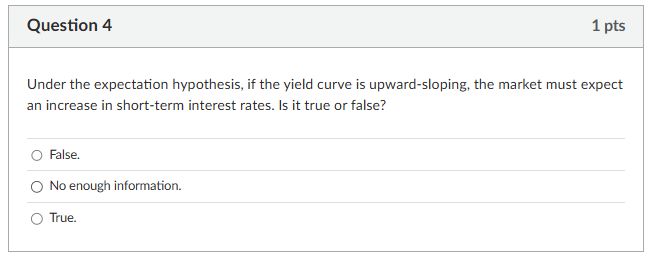 Question 4
1 pts
Under the expectation hypothesis, if the yield curve is upward-sloping, the market must expect
an increase in short-term interest rates. Is it true or false?
False.
No enough information.
True.